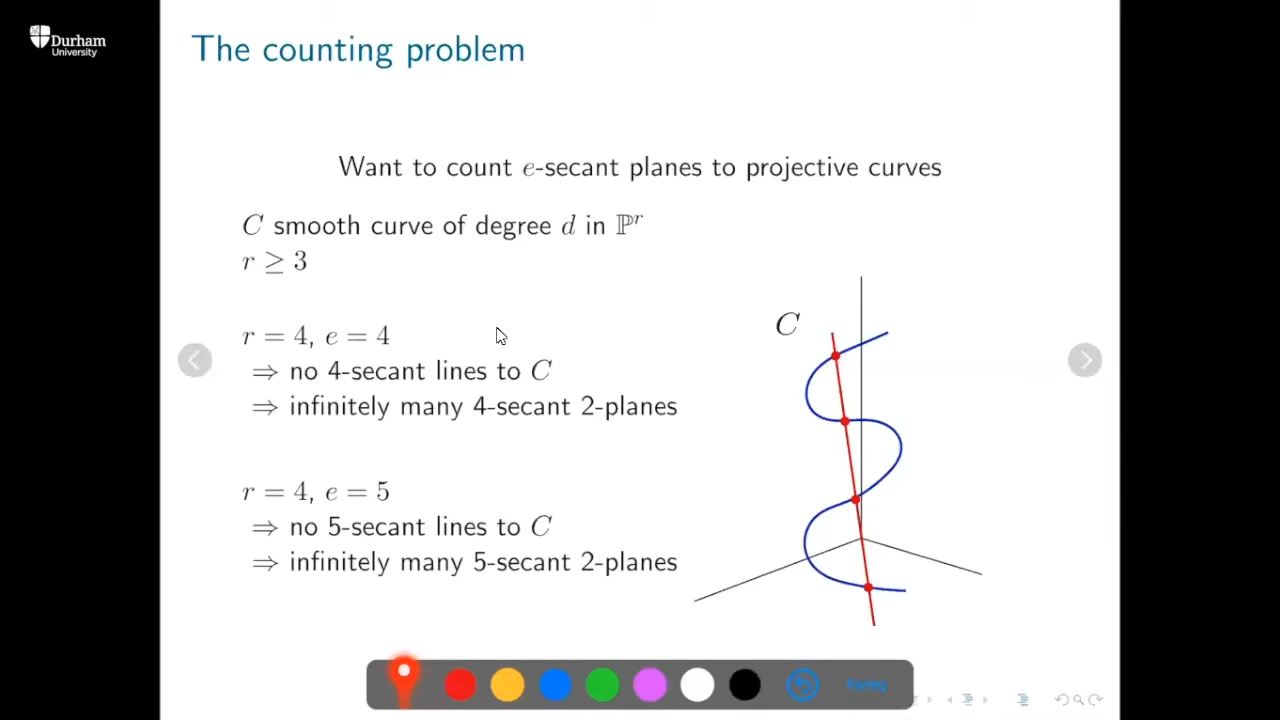 Durham
University
The counting problem
Want to count e-secant planes to projective curves
C smooth curve of degree d in ℙʳ
r ≥ 3
r = 4, e = 4
⇒ no 4-secant lines to C
⇒ infinitely many 4-secant 2-planes
r = 4, e = 5
⇒ no 5-secant lines to C
⇒ infinitely many 5-secant 2-planes
C